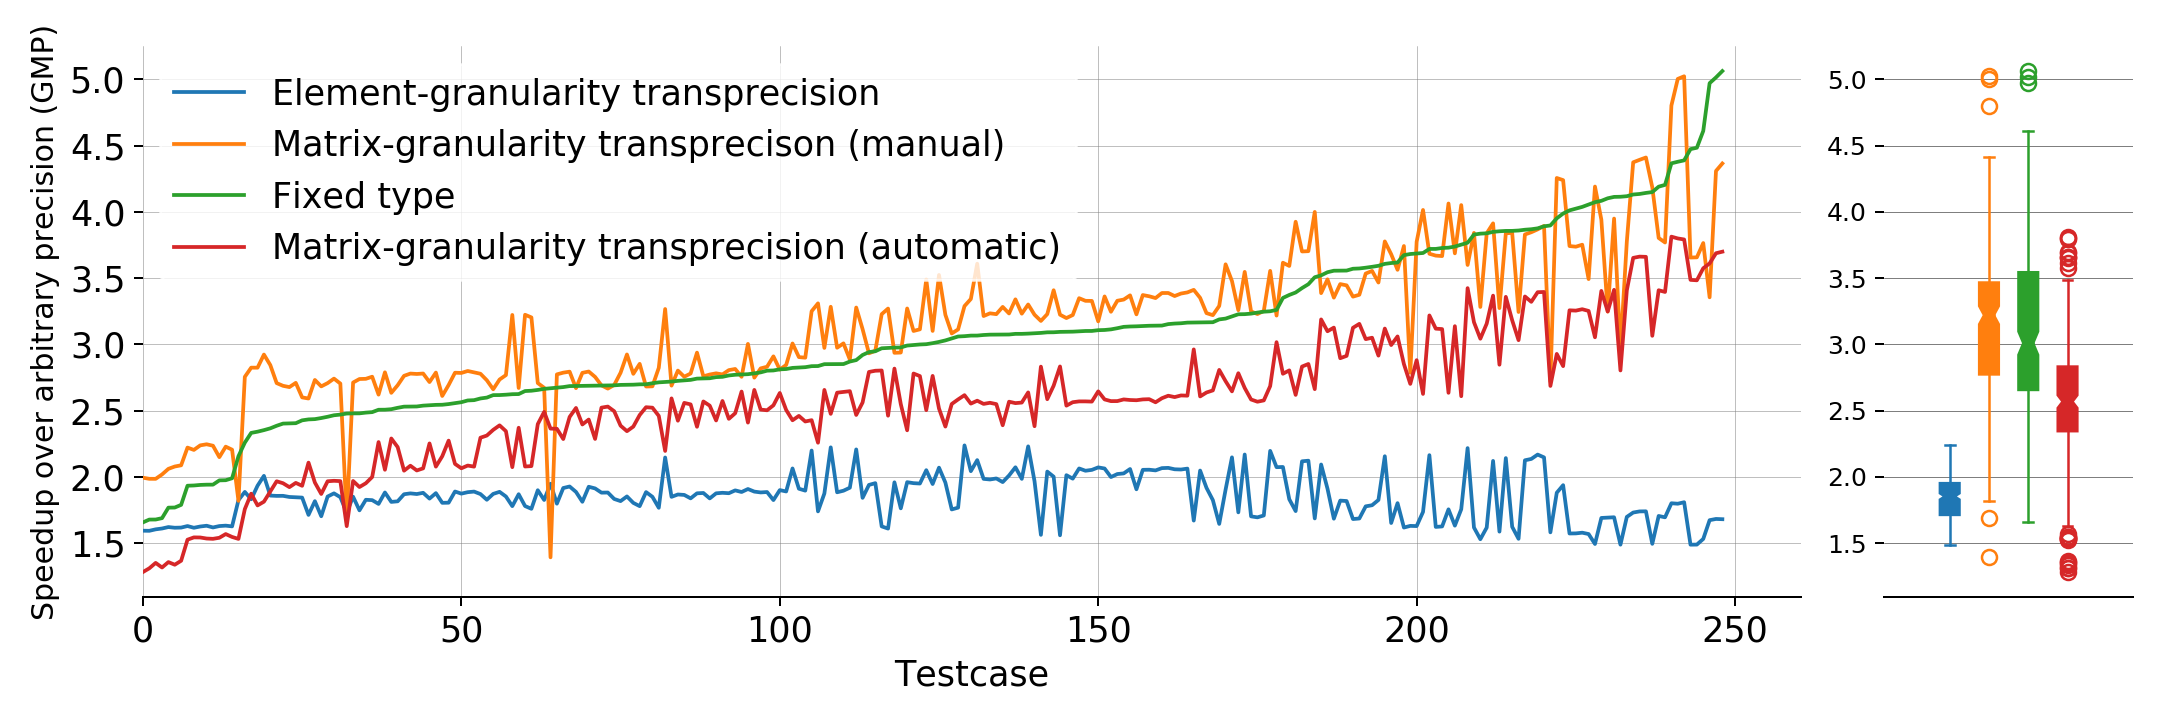 Speedup over arbitrary precision (GMP)
5.0
4.5
4.0
3.5
3.0
2.5
2.0
1.5
Element-granularity transprecision
Matrix-granularity transprecison (manual)
Fixed type
Matrix-granularity transprecision (automatic)
0 50 100 150 200 250
Testcase
5.0
4.5
4.0
3.5
3.0
2.5
2.0
1.5